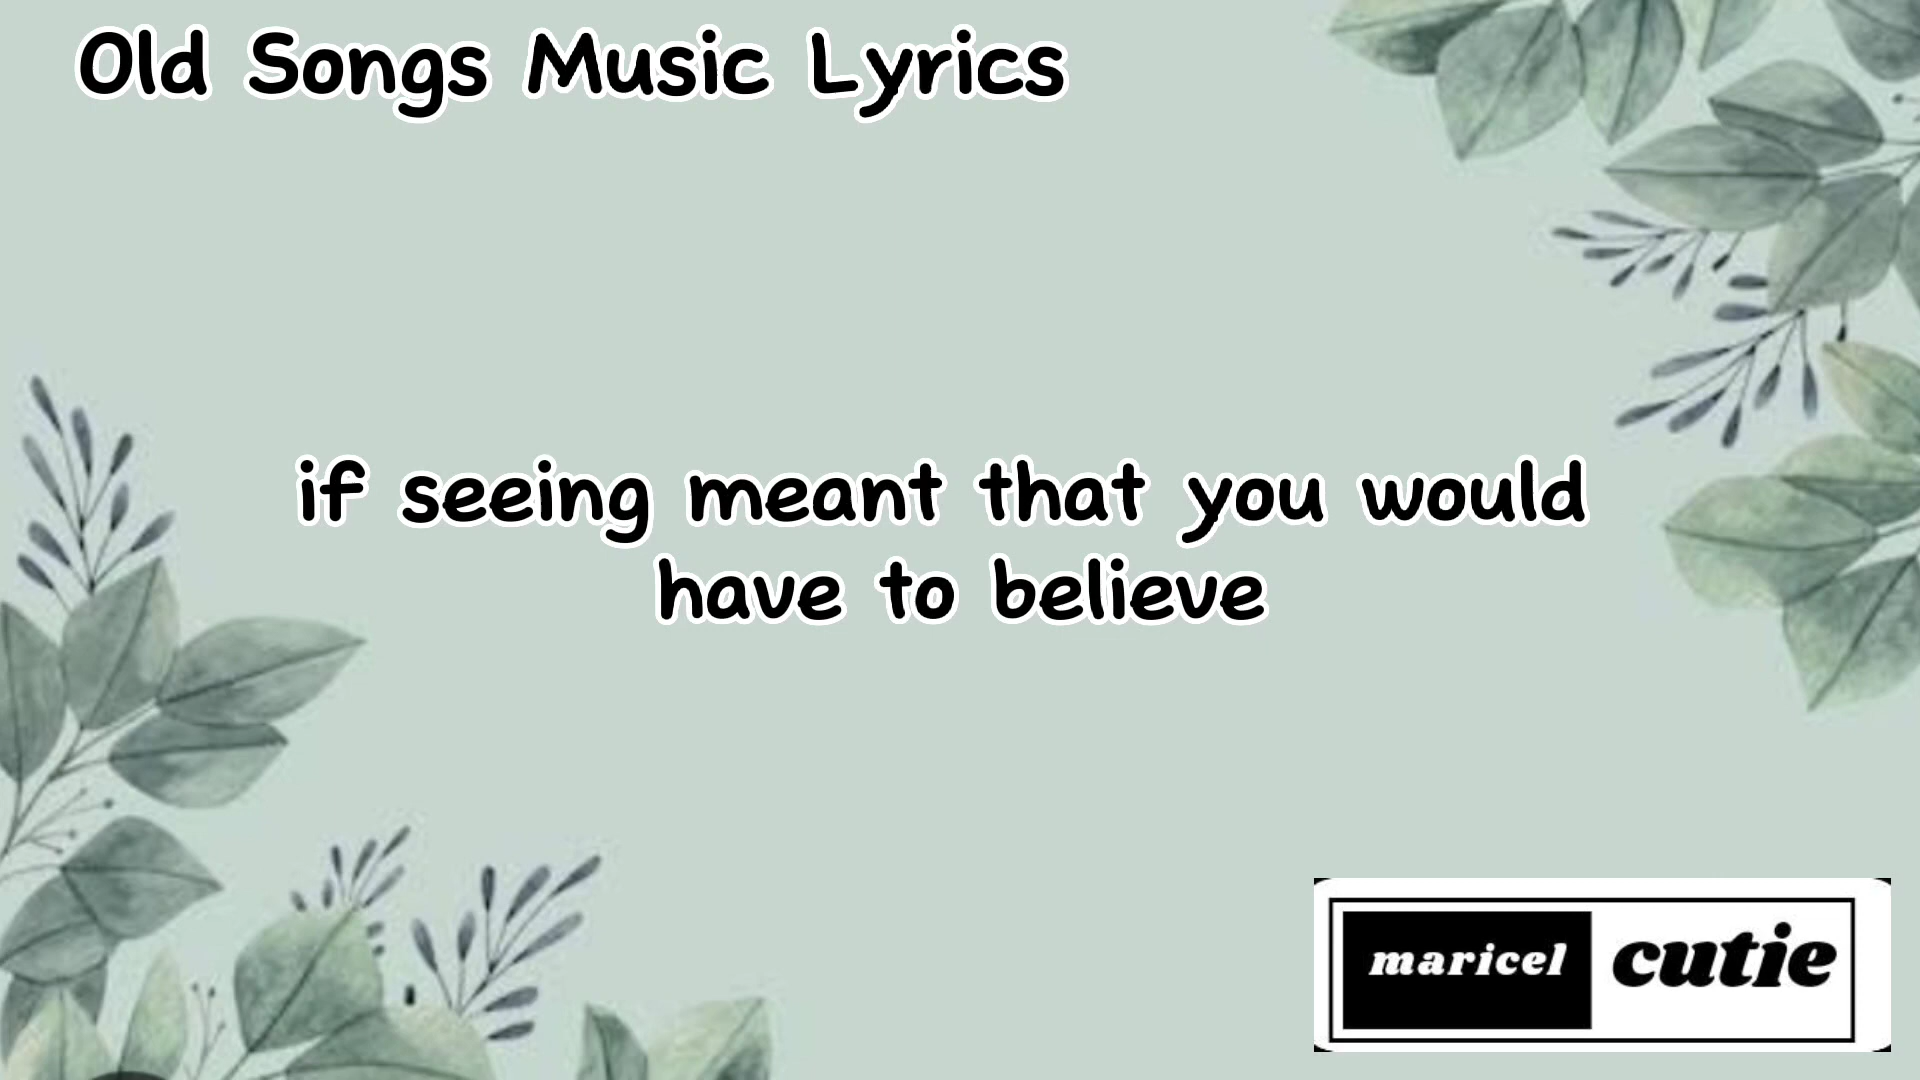 Old Songs Music Lyrics
if seeing meant that you would
have to believe
maricel cutie